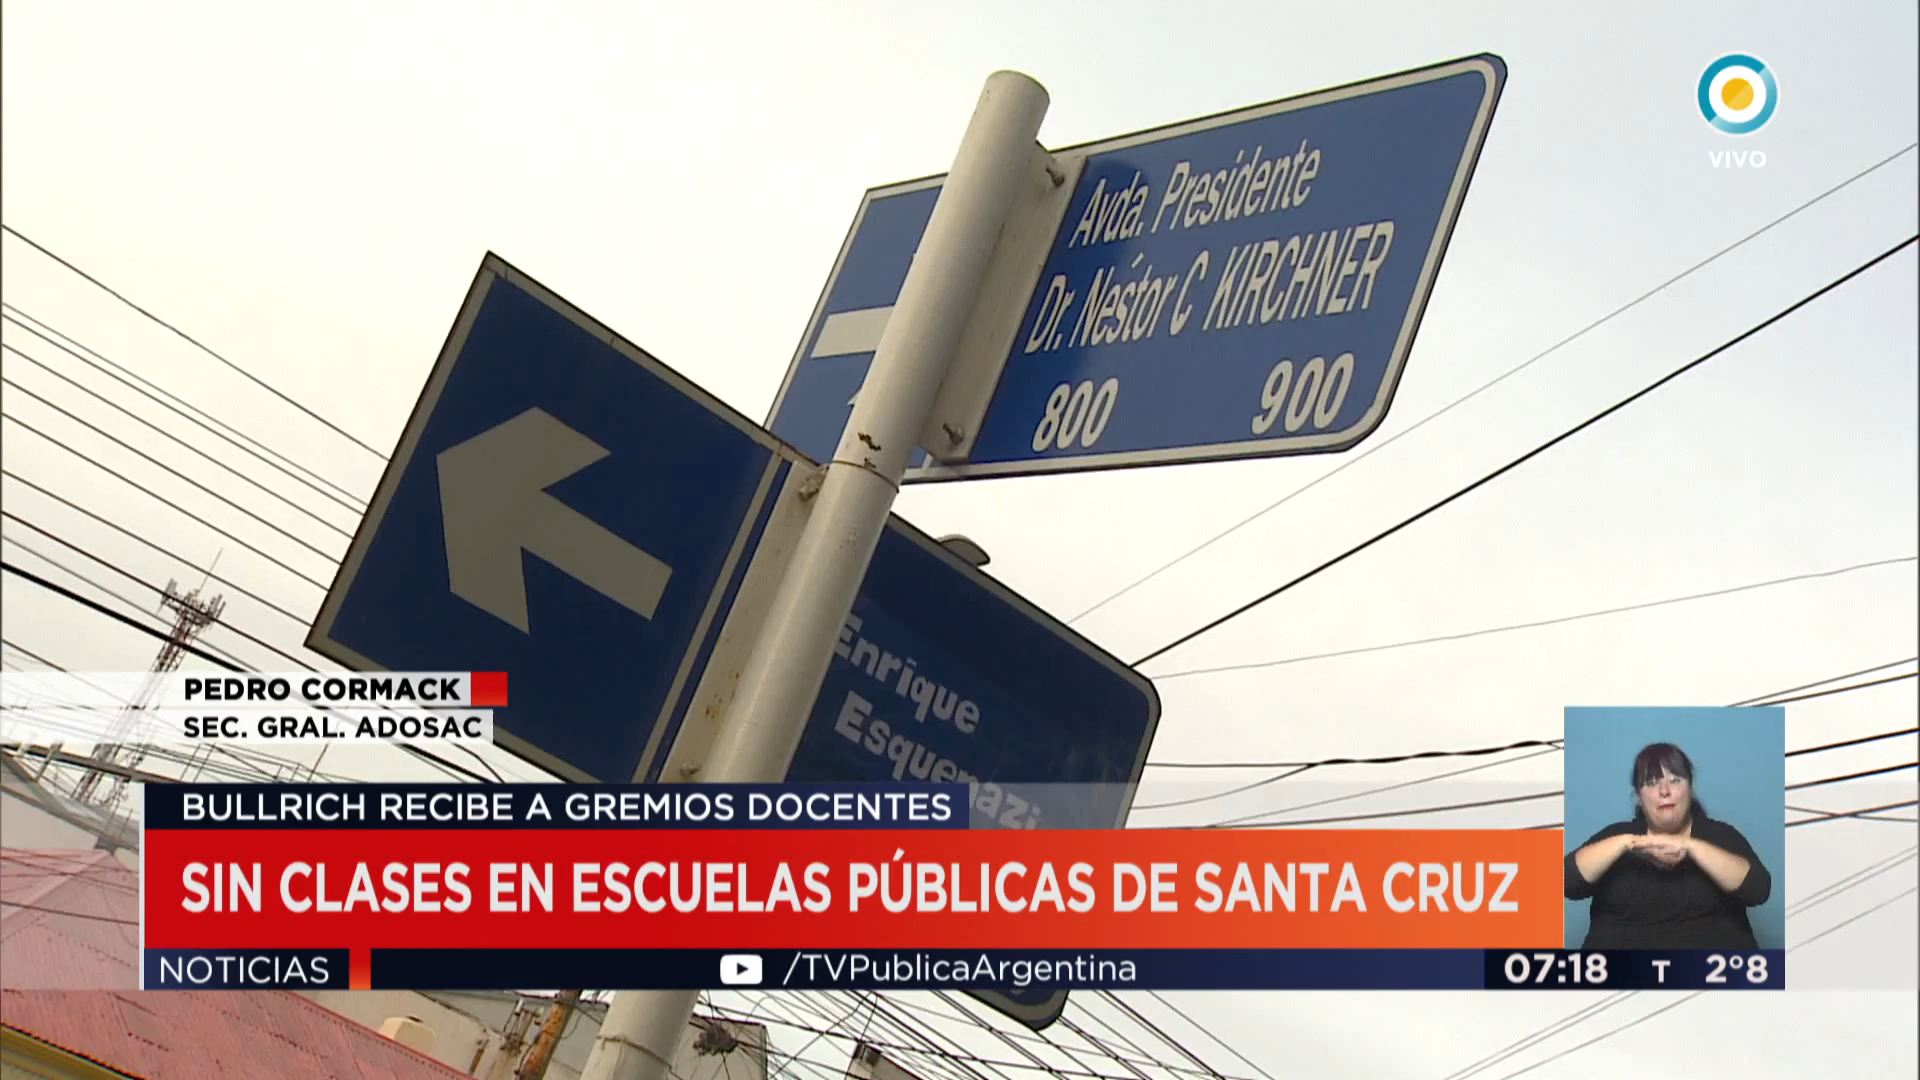 VIVO
Avda. Presidente
Dr. Néstor C KIRCHNER
800 900
Enrique
Esquenazi
PEDRO CORMACK
SEC. GRAL. ADOSAC
BULLRICH RECIBE A GREMIOS DOCENTES
SIN CLASES EN ESCUELAS PÚBLICAS DE SANTA CRUZ
NOTICIAS
/TVPublicaArgentina
07:18 T 2°8